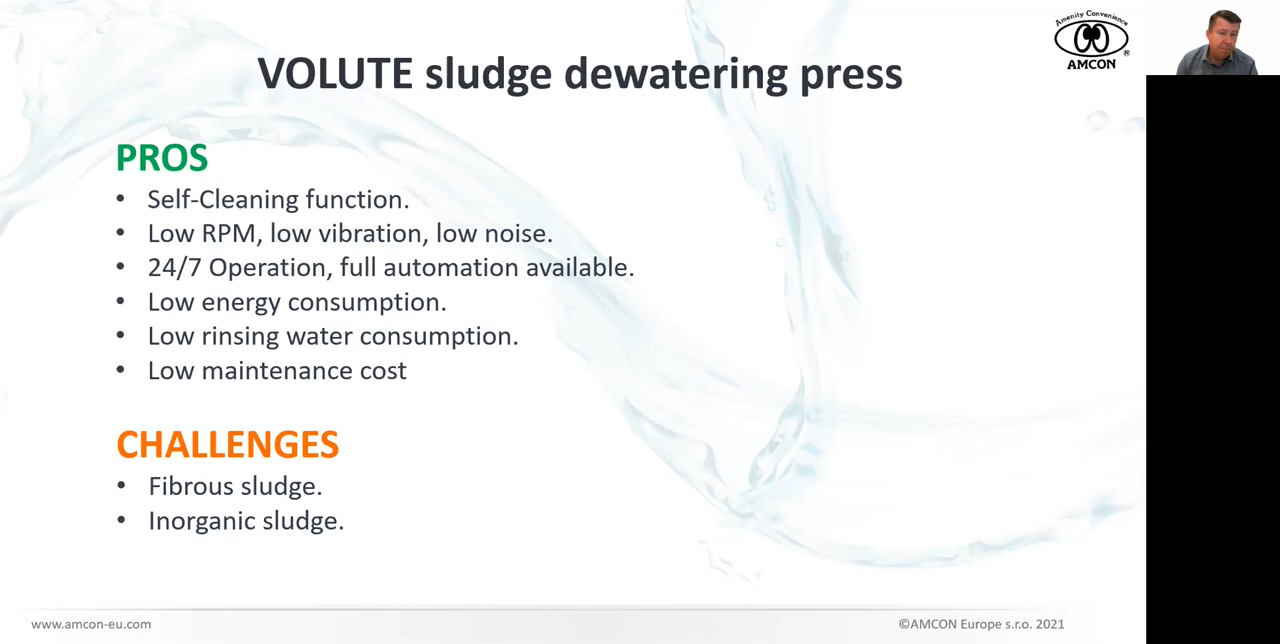 Amenity Convenience
®
AMCON
VOLUTE sludge dewatering press
PROS
• Self-Cleaning function.
• Low RPM, low vibration, low noise.
• 24/7 Operation, full automation available.
• Low energy consumption.
• Low rinsing water consumption.
• Low maintenance cost
CHALLENGES
• Fibrous sludge.
• Inorganic sludge.
www.amcon-eu.com
©AMCON Europe s.r.o. 2021